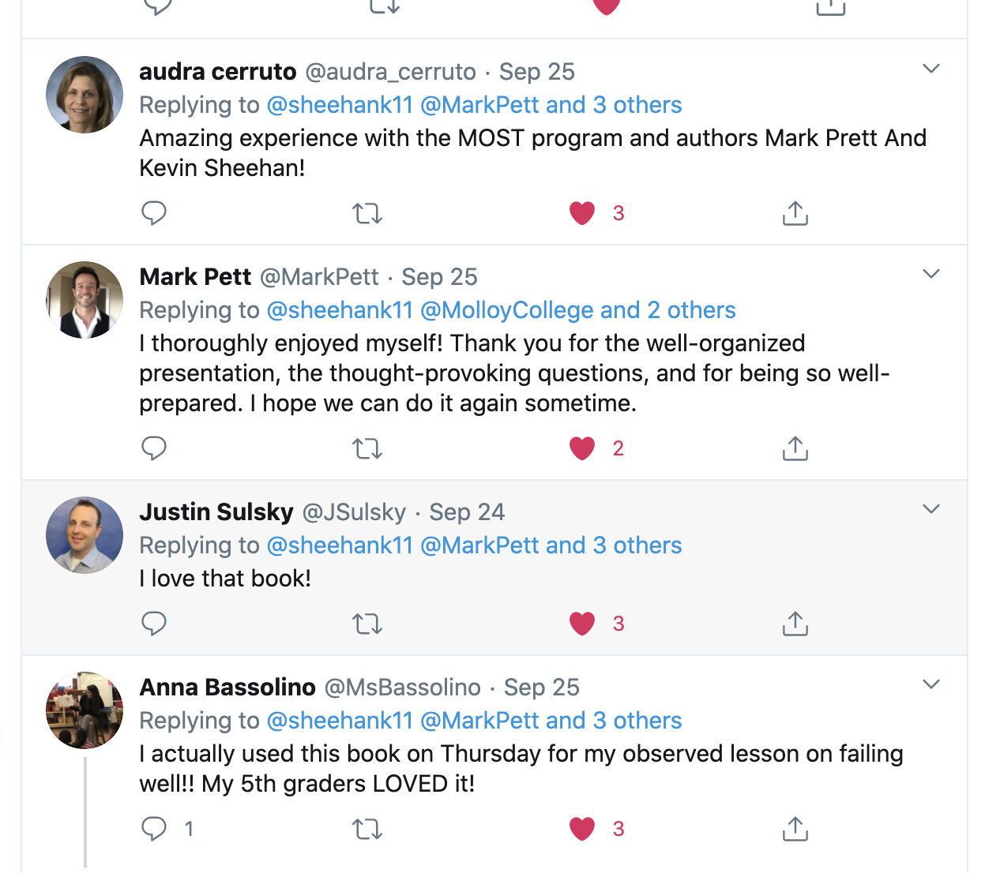 audra cerruto @audra_cerruto · Sep 25
Replying to @sheehank11 @MarkPett and 3 others
Amazing experience with the MOST program and authors Mark Prett And
Kevin Sheehan!
3
Mark Pett @MarkPett · Sep 25
Replying to @sheehank11 @MolloyCollege and 2 others
I thoroughly enjoyed myself! Thank you for the well-organized
presentation, the thought-provoking questions, and for being so well-
prepared. I hope we can do it again sometime.
2
Justin Sulsky @JSulsky · Sep 24
Replying to @sheehank11 @MarkPett and 3 others
I love that book!
3
Anna Bassolino @MsBassolino · Sep 25
Replying to @sheehank11 @MarkPett and 3 others
I actually used this book on Thursday for my observed lesson on failing
well!! My 5th graders LOVED it!
1 3